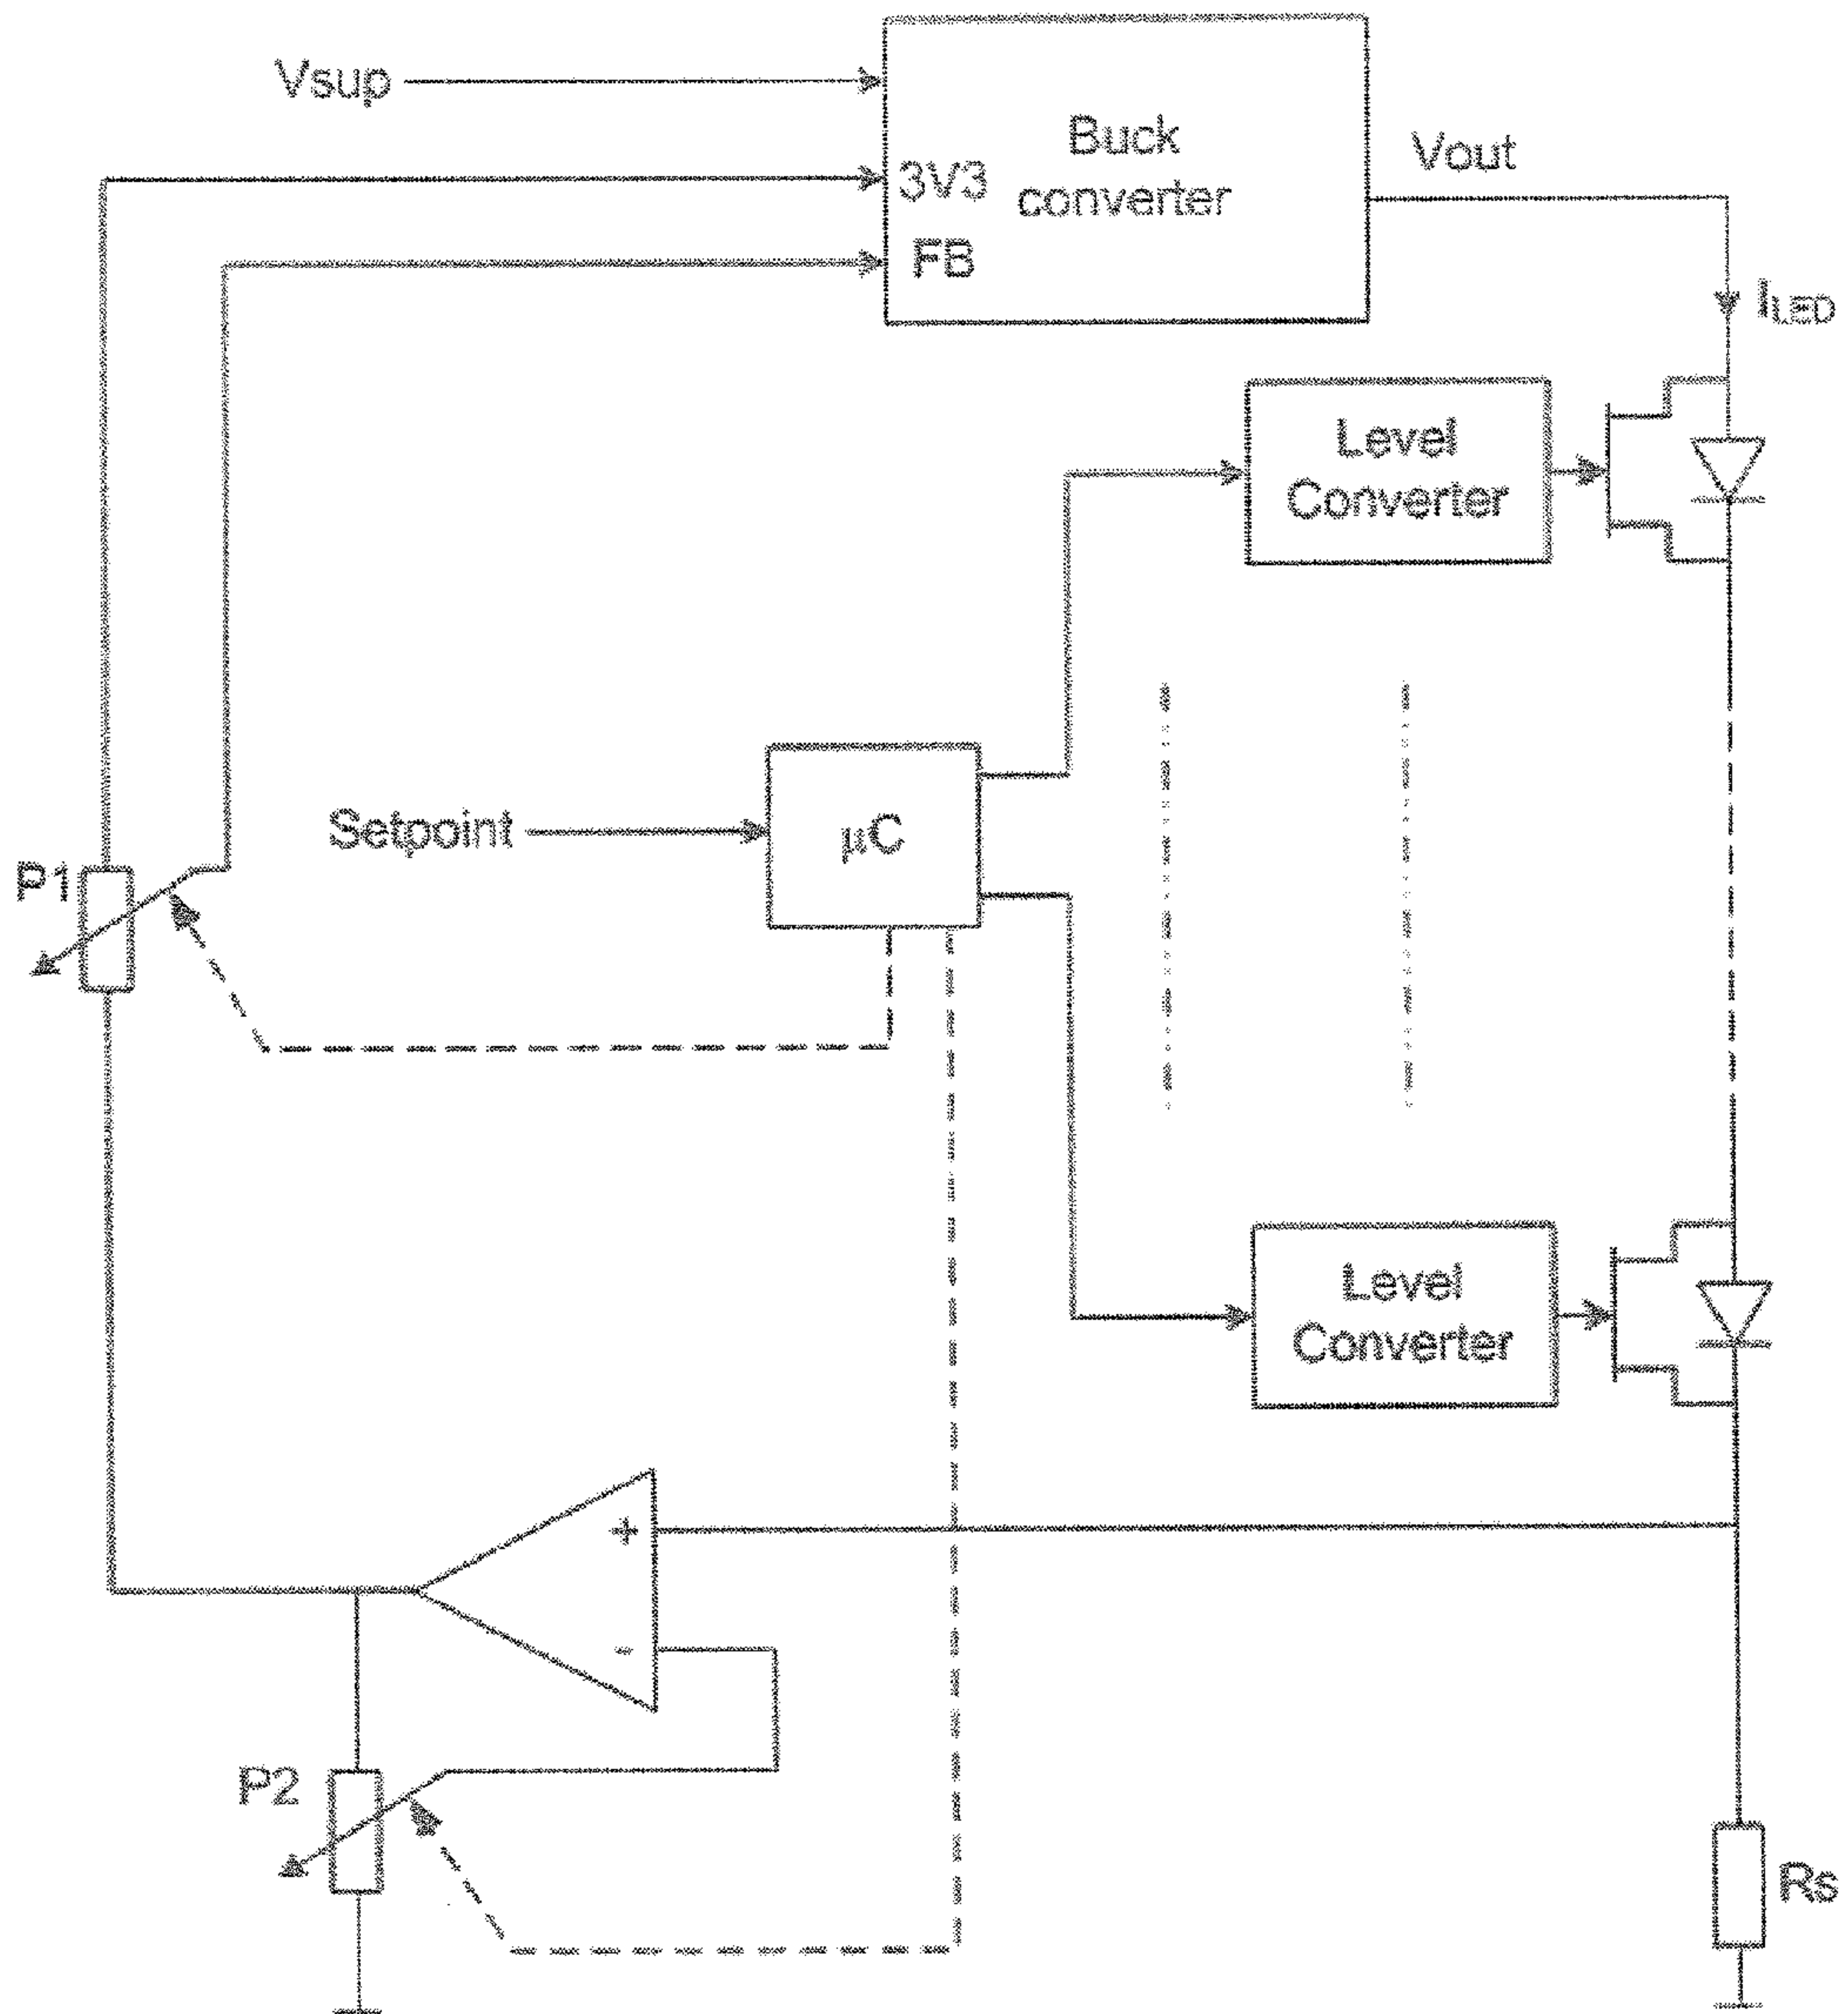 Vsup
Buck
converter
3V3
FB
Vout
ILED
Level
Converter
Setpoint
μC
P1
Level
Converter
+
-
P2
Rs